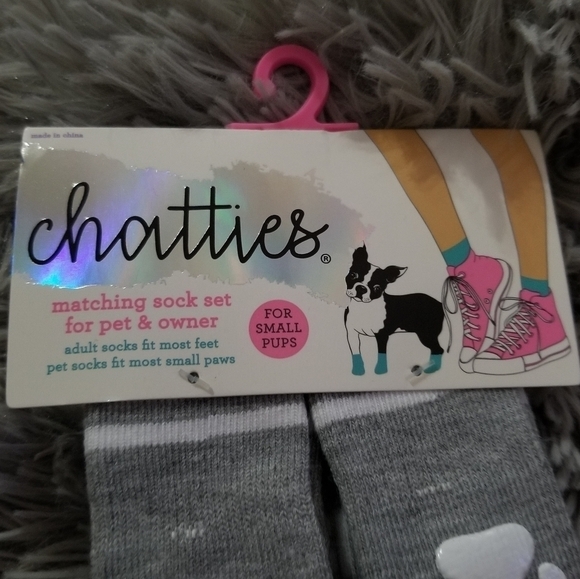 made in china
chatties®
matching sock set
for pet & owner
adult socks fit most feet
pet socks fit most small paws
FOR
SMALL
PUPS